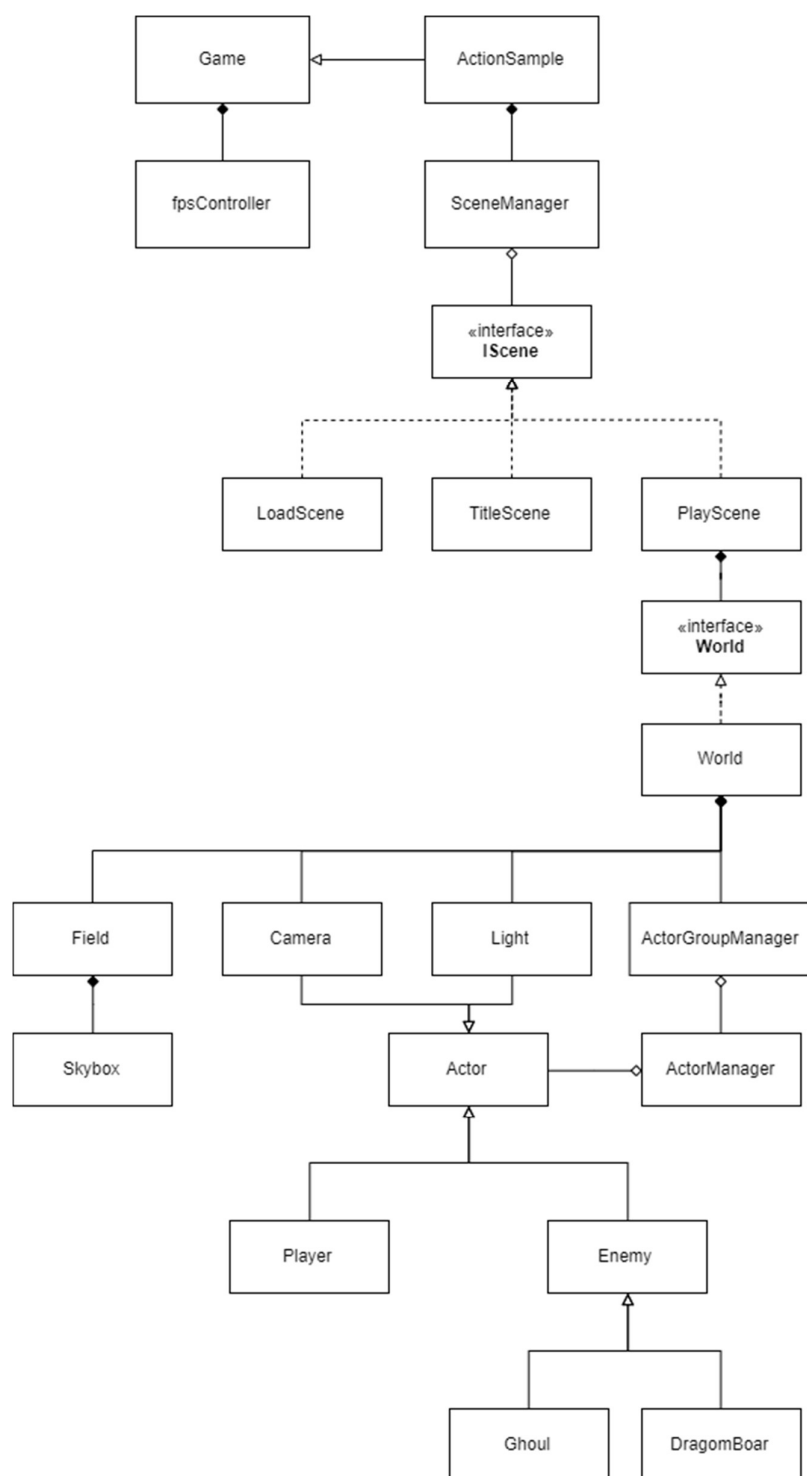 Game
ActionSample
fpsController
SceneManager
«interface»
IScene
LoadScene
TitleScene
PlayScene
«interface»
World
World
Field
Camera
Light
ActorGroupManager
Skybox
Actor
ActorManager
Player
Enemy
Ghoul
DragomBoar